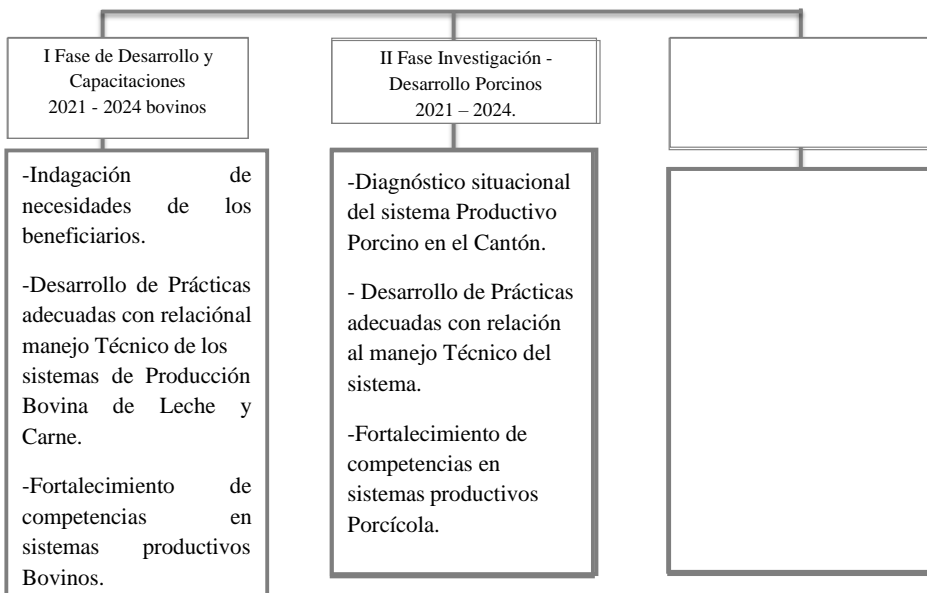 I Fase de Desarrollo y
Capacitaciones
2021 - 2024 bovinos
-Indagación de
necesidades de los
beneficiarios.
-Desarrollo de Prácticas
adecuadas con relaciónal
manejo Técnico de los
sistemas de Producción
Bovina de Leche y
Carne.
-Fortalecimiento de
competencias en
sistemas productivos
Bovinos.
II Fase Investigación -
Desarrollo Porcinos
2021 – 2024.
-Diagnóstico situacional
del sistema Productivo
Porcino en el Cantón.
- Desarrollo de Prácticas
adecuadas con relación
al manejo Técnico del
sistema.
-Fortalecimiento de
competencias en
sistemas productivos
Porcícola.